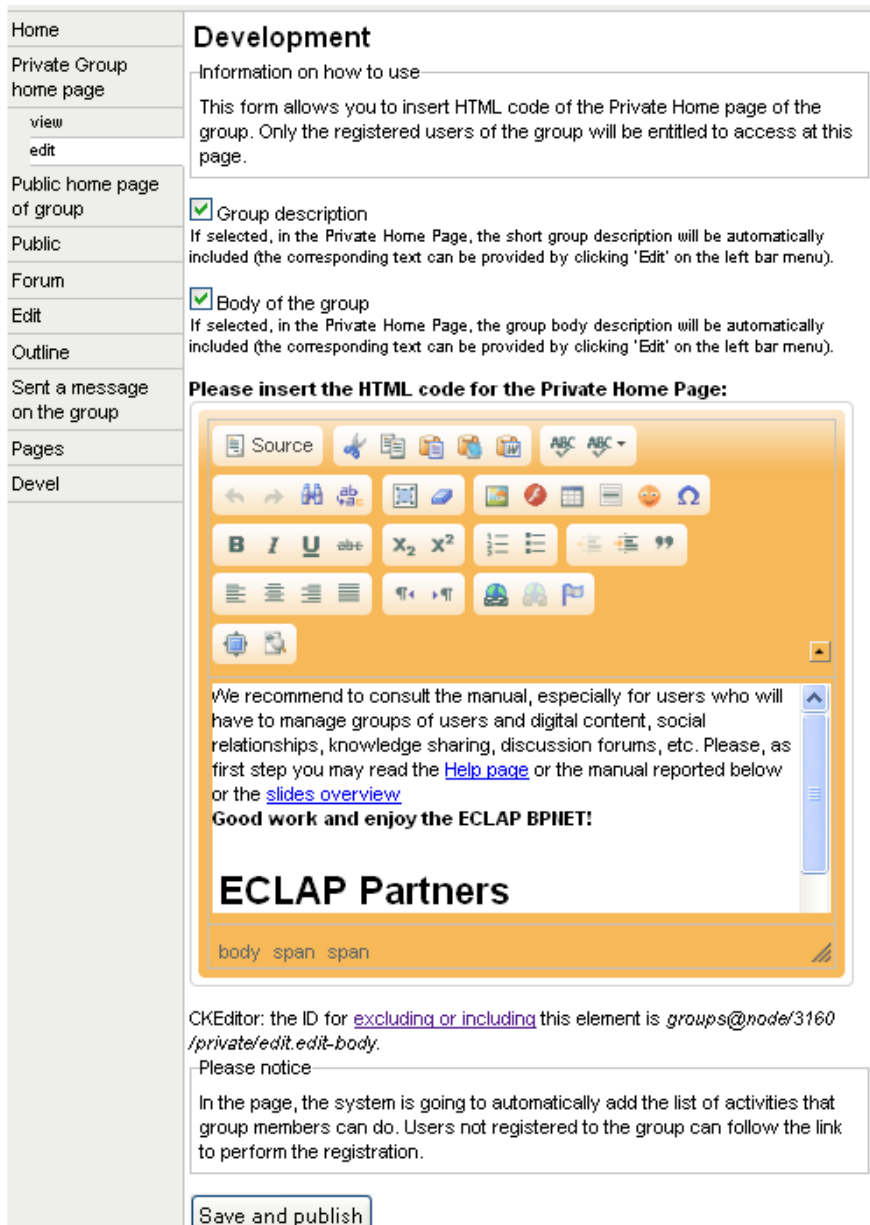 Home
Private Group
home page
view
edit
Public home page
of group
Public
Forum
Edit
Outline
Sent a message
on the group
Pages
Devel
Development
Information on how to use
This form allows you to insert HTML code of the Private Home page of the
group. Only the registered users of the group will be entitled to access at this
page.
Group description
If selected, in the Private Home Page, the short group description will be automatically
included (the corresponding text can be provided by clicking 'Edit' on the left bar menu).
Body of the group
If selected, in the Private Home Page, the group body description will be automatically
included (the corresponding text can be provided by clicking 'Edit' on the left bar menu).
Please insert the HTML code for the Private Home Page:
Source ABC ABC
ab a
B I U abc X2 X2 1 2 3 ”
We recommend to consult the manual, especially for users who will
have to manage groups of users and digital content, social
relationships, knowledge sharing, discussion forums, etc. Please, as
first step you may read the Help page or the manual reported below
or the slides overview
Good work and enjoy the ECLAP BPNET!
ECLAP Partners
body span span
CKEditor: the ID for excluding or including this element is groups@node/3160
/private/edit.edit-body.
Please notice
In the page, the system is going to automatically add the list of activities that
group members can do. Users not registered to the group can follow the link
to perform the registration.
Save and publish